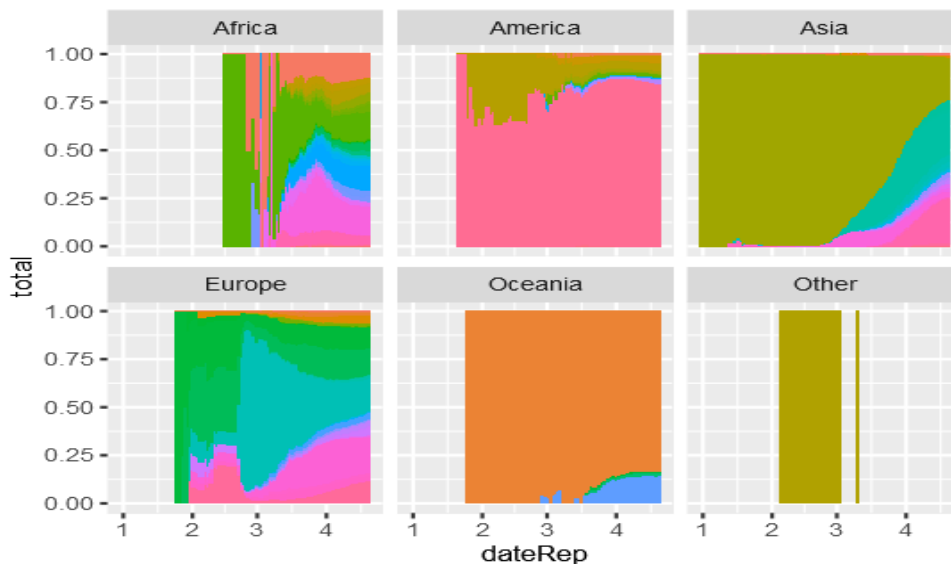 Africa America Asia
1.00
0.75
0.50
0.25
0.00
total
Europe Oceania Other
1.00
0.75
0.50
0.25
0.00
1 2 3 4 1 2 3 4 1 2 3 4
dateRep